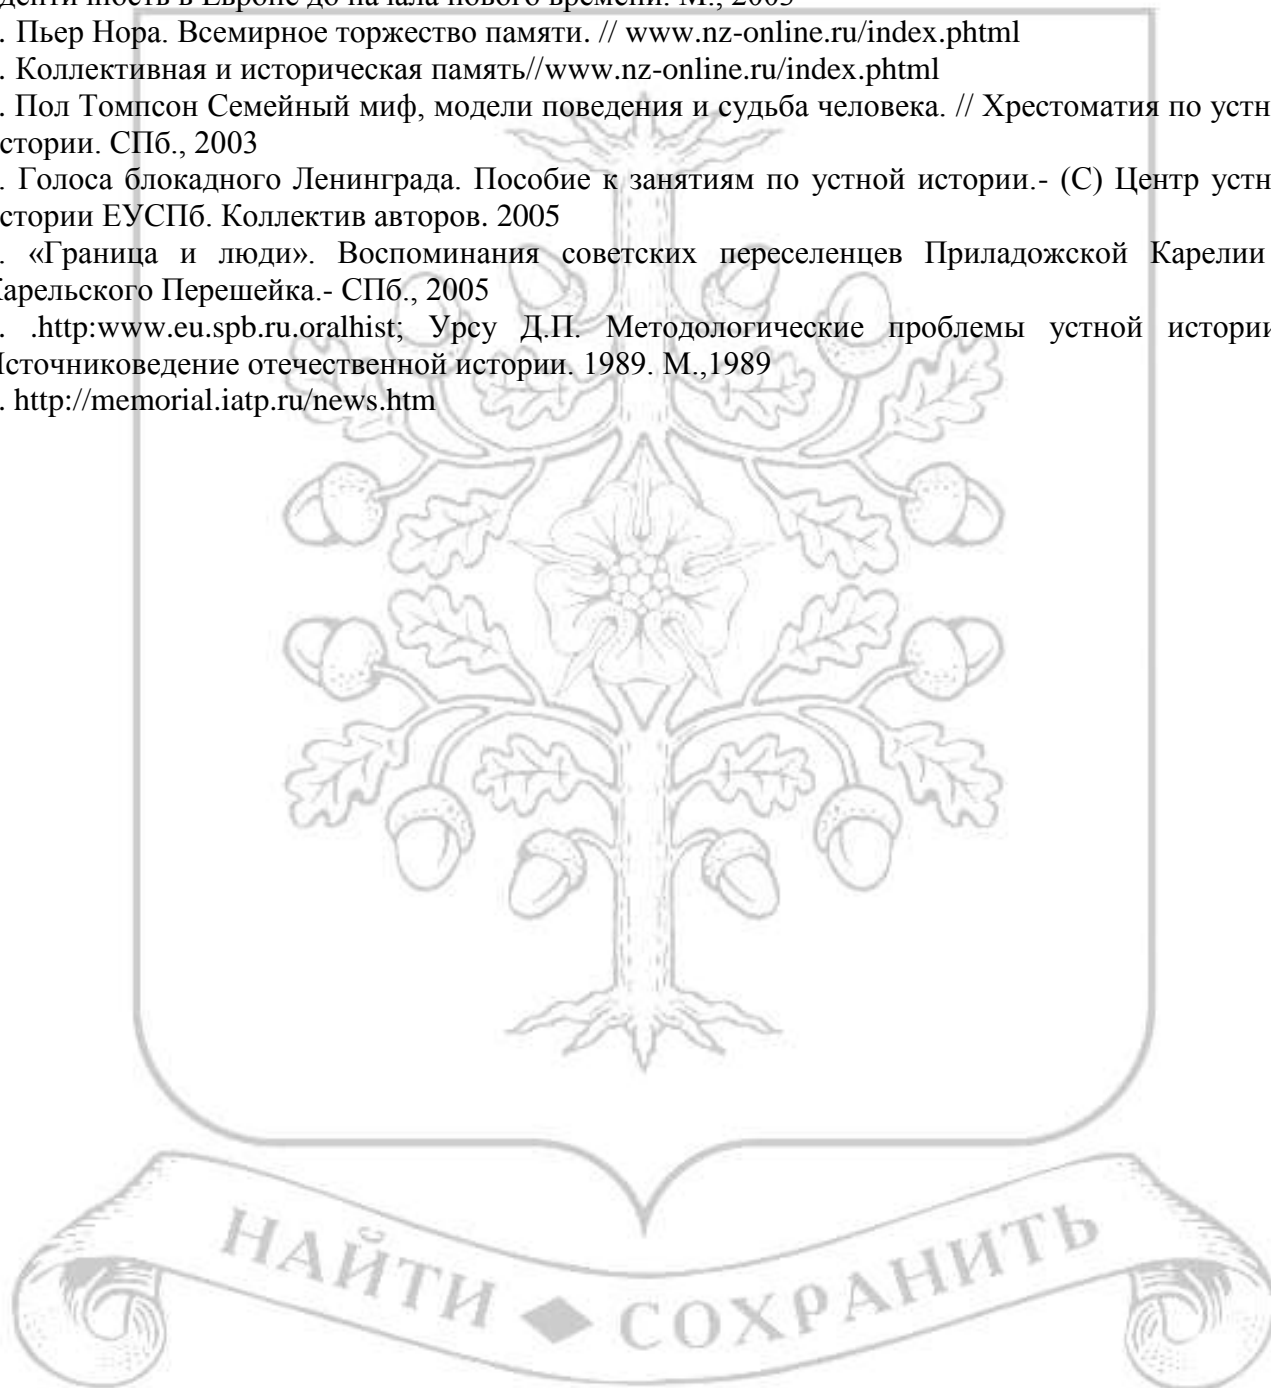 дентичность в Европе до начала нового времени. М., 2003
. Пьер Нора. Всемирное торжество памяти. // www.nz-online.ru/index.phtml
. Коллективная и историческая память//www.nz-online.ru/index.phtml
. Пол Томпсон Семейный миф, модели поведения и судьба человека. // Хрестоматия по устн
стории. СПб., 2003
. Голоса блокадного Ленинграда. Пособие к занятиям по устной истории.- (С) Центр устн
стории ЕУСПб. Коллектив авторов. 2005
. «Граница и люди». Воспоминания советских переселенцев Приладожской Карелии
Карельского Перешейка.- СПб., 2005
. .http:www.eu.spb.ru.oralhist; Урсу Д.П. Методологические проблемы устной истории
Источниковедение отечественной истории. 1989. М.,1989
. http://memorial.iatp.ru/news.htm
НАЙТИ ◆ СОХРАНИТЬ